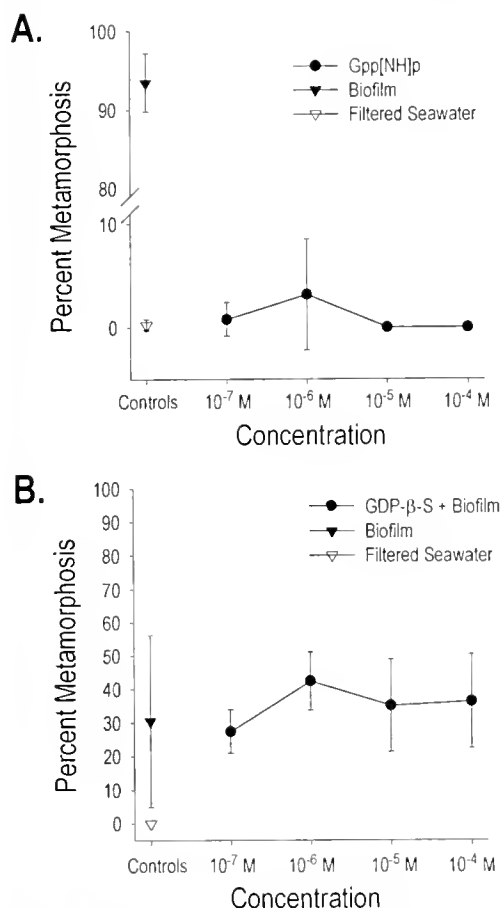 A.
Percent Metamorphosis
100
90
80
10
0
Gpp[NH]p
Biofilm
Filtered Seawater
Controls 10⁻⁷ M 10⁻⁶ M 10⁻⁵ M 10⁻⁴ M
Concentration
B.
Percent Metamorphosis
100
90
80
70
60
50
40
30
20
10
0
GDP-β-S + Biofilm
Biofilm
Filtered Seawater
Controls 10⁻⁷ M 10⁻⁶ M 10⁻⁵ M 10⁻⁴ M
Concentration